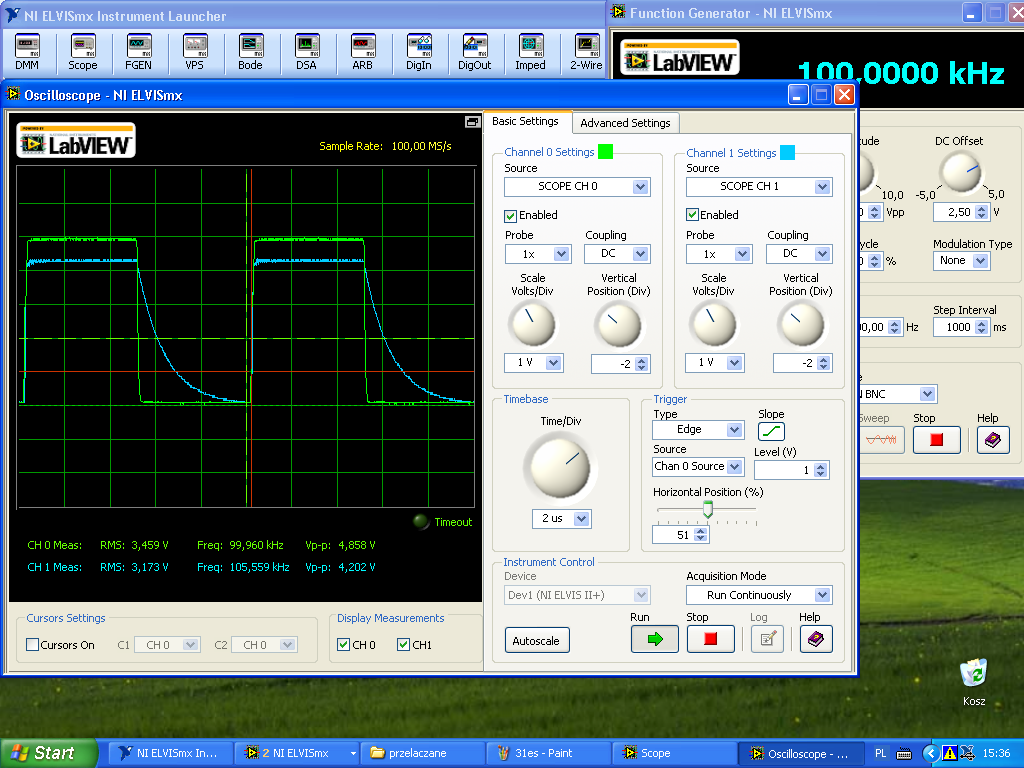 NI ELVISmx Instrument Launcher
Function Generator - NI ELVISmx
DMM Scope FGEN VPS Bode DSA ARB DigIn DigOut Imped 2-Wire
POWERED BY
LabVIEW
100,0000 kHz
Oscilloscope - NI ELVISmx
POWERED BY
LabVIEW
Sample Rate: 100,00 MS/s
Timeout
CH 0 Meas: RMS: 3,459 V Freq: 99,960 kHz Vp-p: 4,858 V
CH 1 Meas: RMS: 3,173 V Freq: 105,559 kHz Vp-p: 4,202 V
Cursors Settings
Cursors On C1 CH 0 C2 CH 0
Display Measurements
CH 0 CH1
Basic Settings Advanced Settings
Channel 0 Settings
Source
SCOPE CH 0
Enabled
Probe Coupling
1x DC
Scale Vertical
Volts/Div Position (Div)
1 V -2
Channel 1 Settings
Source
SCOPE CH 1
Enabled
Probe Coupling
1x DC
Scale Vertical
Volts/Div Position (Div)
1 V -2
Timebase
Time/Div
2 us
Trigger
Type Slope
Edge
Source Level (V)
Chan 0 Source 1
Horizontal Position (%)
51
Instrument Control
Device Acquisition Mode
Dev1 (NI ELVIS II+) Run Continuously
Run Stop Log Help
Autoscale
tude DC Offset
10,0 -5,0 5,0
0 Vpp 2,50 V
ycle Modulation Type
0 % None
Step Interval
00,00 Hz 1000 ms
BNC
Sweep Stop Help
Kosz
Start NI ELVISmx In... 2 NI ELVISmx przelaczane 31es - Paint Scope Oscilloscope - ... PL 15:36